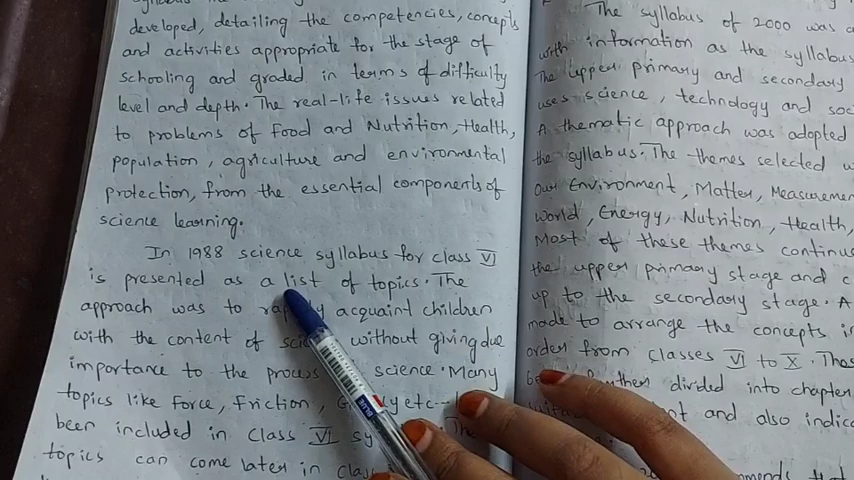 syllabus
developed, detailing the competencies, concepts
and activities appropriate for the stage of
schooling and graded in terms of difficulty
level and depth. The real-life issues related
to problems of Food and Nutrition, Health,
population, agriculture and environmental
protection, from the essential components of
science learning.
In 1988 science syllabus for class VI
is presented as a list of topics. The
approach was to acquaint children
with the content of without giving due
importance to the process science. Many
topics like Force, Friction, etc--
been included in class VI The
topics can come later in
The syllabus of 2000 was
with information as the syllabus
The upper primary and secondary
uses science, technology and
A thematic approach was adopted
the syllabus. The themes selected
Our Environment, Matter,
World, Energy, Nutrition, Health,
Most of these themes
the upper primary stage and
up to the secondary stage. A
made to arrange the concepts
order from classes VI to X.
further divided into
and also
BLUE